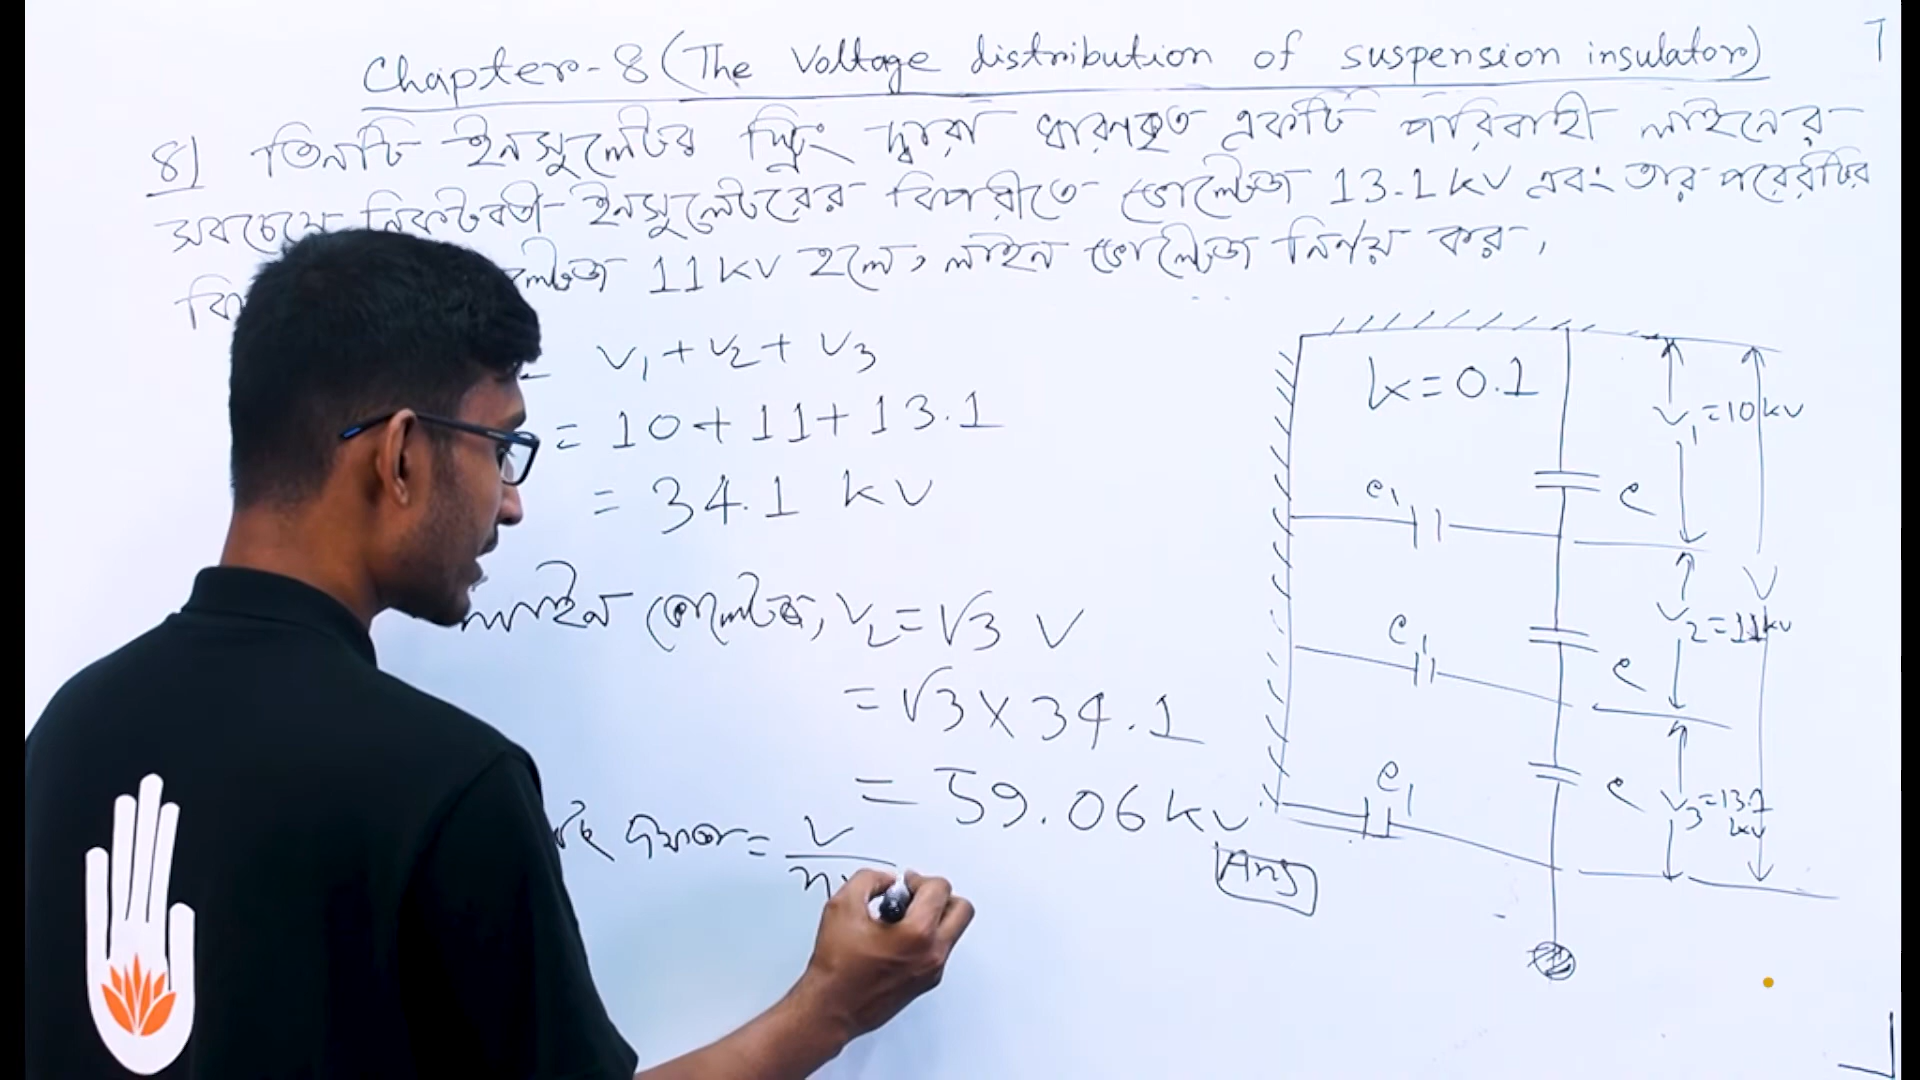 Chapter-8 (The Voltage distribution of suspension insulator)
8) তিনটি ইনসুলেটর স্ট্রিং দ্বারা ধারনকৃত একটি পরিবাহী লাইনের
সবচেয়ে নিকটবর্তী ইনসুলেটরের বিপরীতে ভোল্টেজ 13.1 kV এবং তার পরেরটির
11 kV হলে, লাইন ভোল্টেজ নির্ণয় কর,
= V1 + V2 + V3
= 10 + 11 + 13.1
= 34.1 kV
লাইন ভোল্টেজ, VL = √3 V
= √3 × 34.1
= 59.06 kV
Ans
= V
n
K = 0.1
V1 = 10 kV
C1
C
V
V2 = 11 kV
C1
C
C1
C
V3 = 13.1 kV